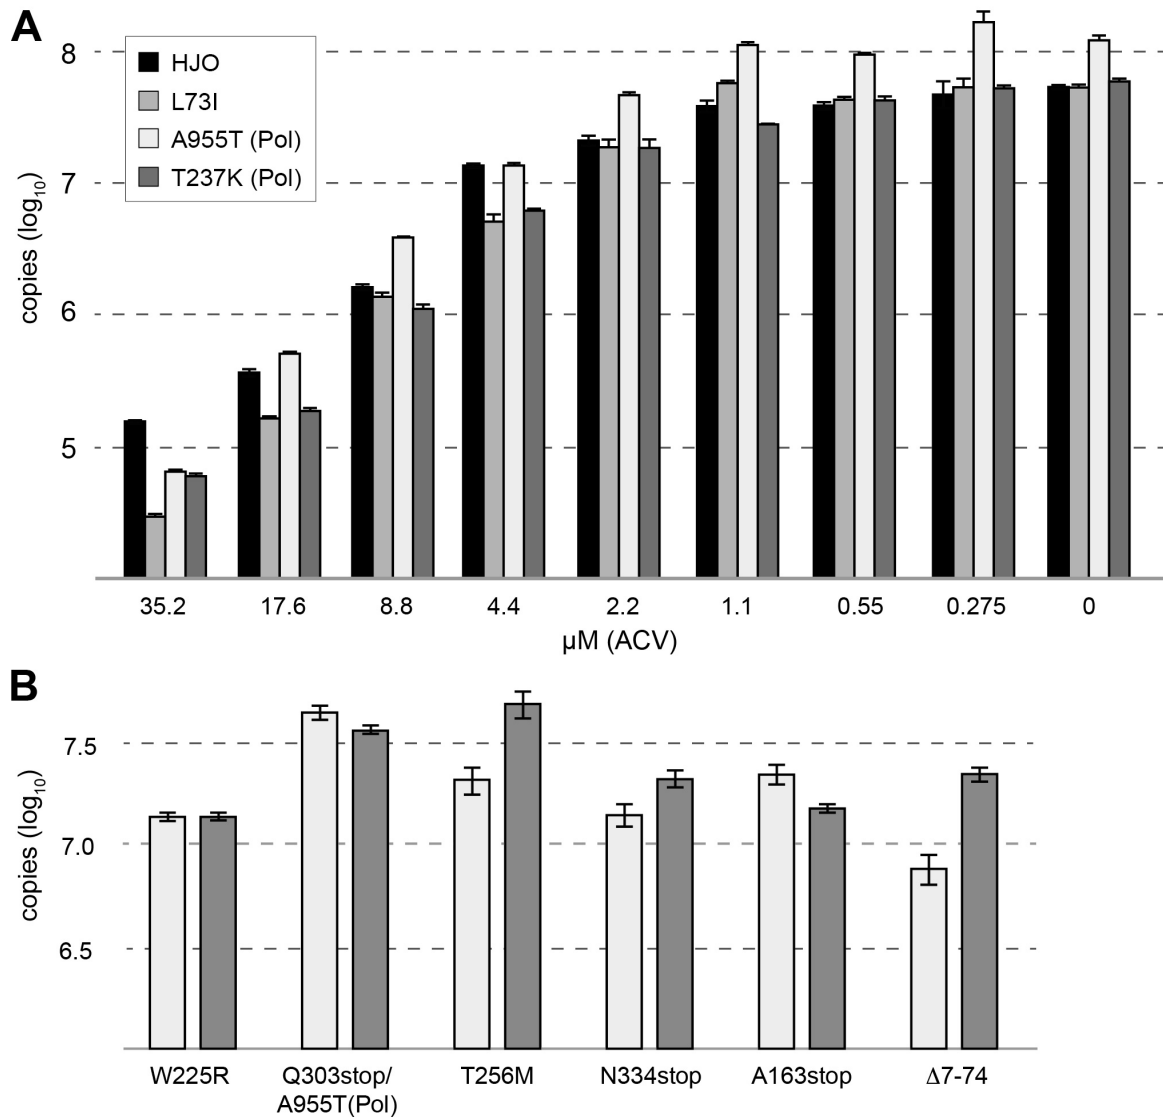 A
8
7
6
5
copies (log10)
HJO
L73I
A955T (Pol)
T237K (Pol)
35.2 17.6 8.8 4.4 2.2 1.1 0.55 0.275 0
µM (ACV)
B
7.5
7.0
6.5
copies (log10)
W225R Q303stop/ T256M N334stop A163stop Δ7-74
A955T(Pol)